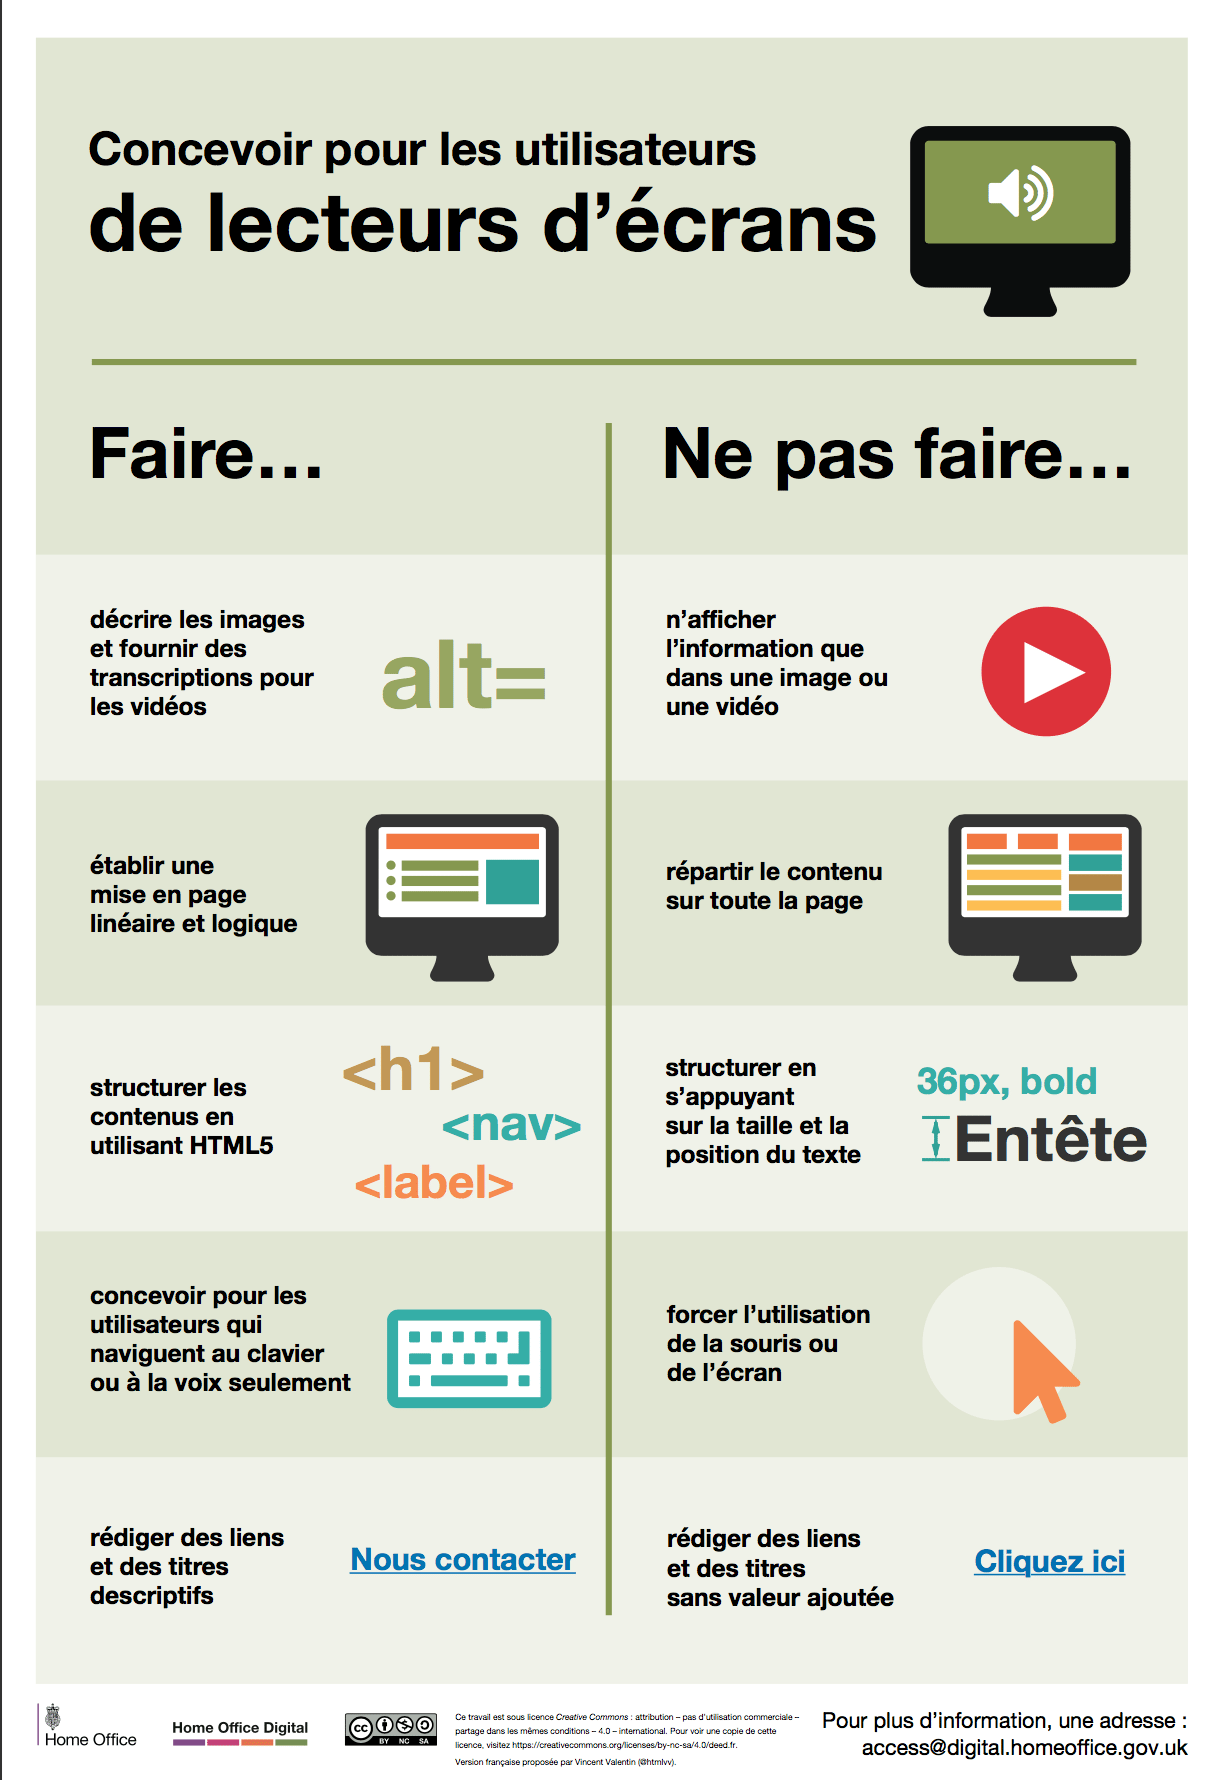 Concevoir pour les utilisateurs
de lecteurs d’écrans
Faire…
Ne pas faire…
décrire les images
et fournir des
transcriptions pour
les vidéos
alt=
n’afficher
l’information que
dans une image ou
une vidéo
établir une
mise en page
linéaire et logique
répartir le contenu
sur toute la page
structurer les
contenus en
utilisant HTML5
<h1>
<nav>
<label>
structurer en
s’appuyant
sur la taille et la
position du texte
36px, bold
Entête
concevoir pour les
utilisateurs qui
naviguent au clavier
ou à la voix seulement
forcer l’utilisation
de la souris ou
de l’écran
rédiger des liens
et des titres
descriptifs
Nous contacter
rédiger des liens
et des titres
sans valeur ajoutée
Cliquez ici
Home Office
Home Office Digital
cc
BY NC SA
Ce travail est sous licence Creative Commons : attribution – pas d’utilisation commerciale –
partage dans les mêmes conditions – 4.0 – international. Pour voir une copie de cette
licence, visitez https://creativecommons.org/licenses/by-nc-sa/4.0/deed.fr.
Version française proposée par Vincent Valentin (@htmlvv).
Pour plus d’information, une adresse :
access@digital.homeoffice.gov.uk